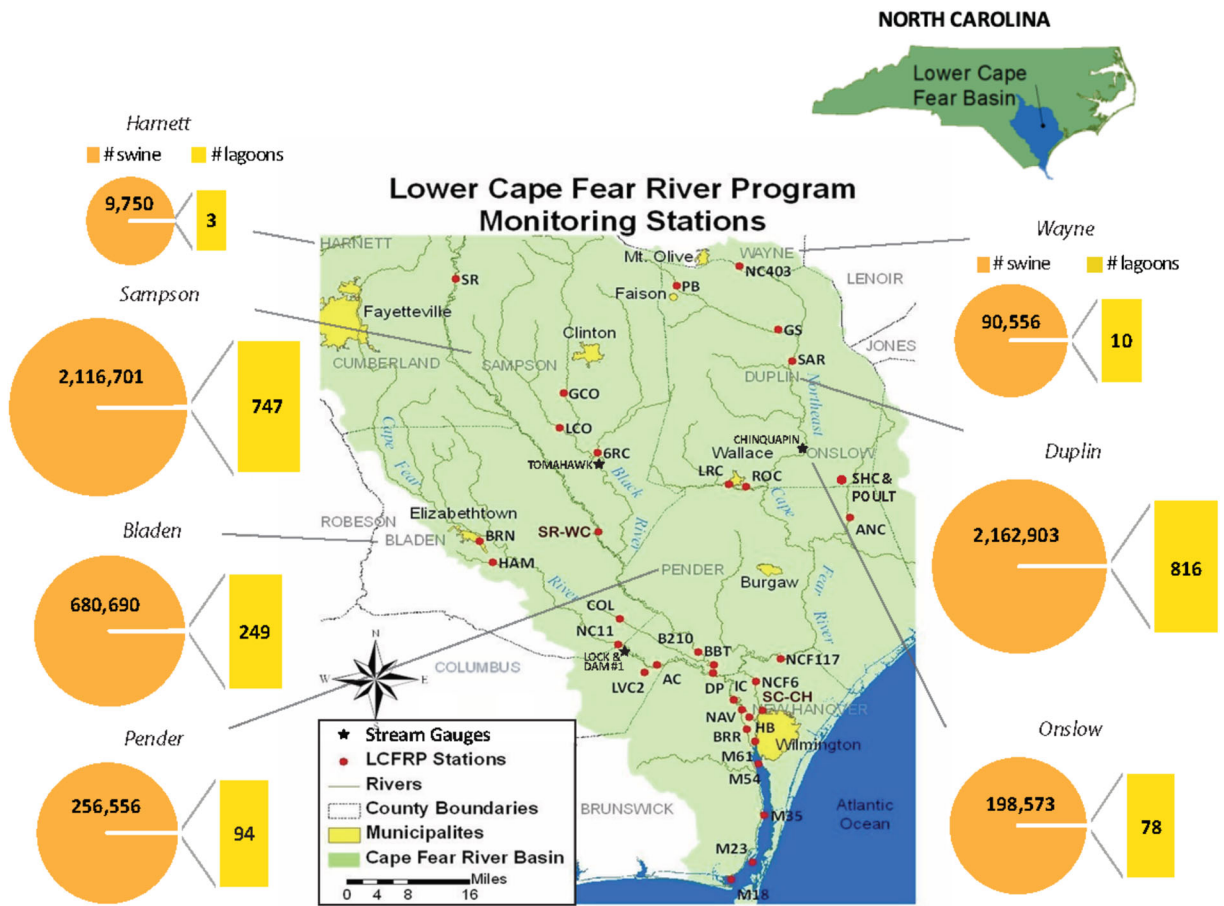 NORTH CAROLINA
Lower Cape
Fear Basin
Harnett
# swine # lagoons
9,750
3
Sampson
2,116,701
747
Bladen
680,690
249
Pender
256,556
94
Lower Cape Fear River Program
Monitoring Stations
Wayne
# swine # lagoons
90,556
10
Duplin
2,162,903
816
Onslow
198,573
78
HARNETT
Mt. Olive
WAYNE
NC403
LENOIR
SR
PB
Faison
Fayetteville
Clinton
GS
JONES
CUMBERLAND
SAMPSON
SAR
DUPLIN
Northeast
GCO
LCO
Cape
Fear
River
6RC
TOMAHAWK
Black
River
CHINQUAPIN
Wallace
ONSLOW
LRC
ROC
SHC &
POULT
Cape
Fear
River
ANC
ROBESON
Elizabethtown
BLADEN
BRN
HAM
SR-WC
PENDER
Burgaw
COL
NC11
B210
BBT
LOCK &
DAM #1
NCF117
COLUMBUS
LVC2
AC
DP
IC
NCF6
SC-CH
NEW HANOVER
NAV
HB
BRR
Wilmington
M61
M54
BRUNSWICK
M35
Atlantic
Ocean
M23
M18
N
W
E
S
Stream Gauges
LCFRP Stations
Rivers
County Boundaries
Municipalites
Cape Fear River Basin
0 4 8 16
Miles